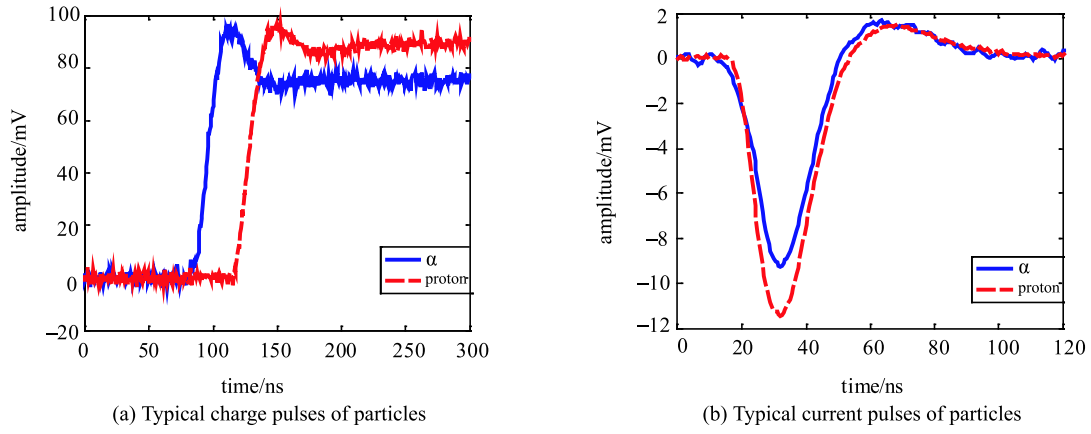 100
80
60
40
20
0
−20
amplitude/mV
α
proton
0 50 100 150 200 250 300
time/ns
(a) Typical charge pulses of particles
2
0
−2
−4
−6
−8
−10
−12
amplitude/mV
α
proton
0 20 40 60 80 100 120
time/ns
(b) Typical current pulses of particles